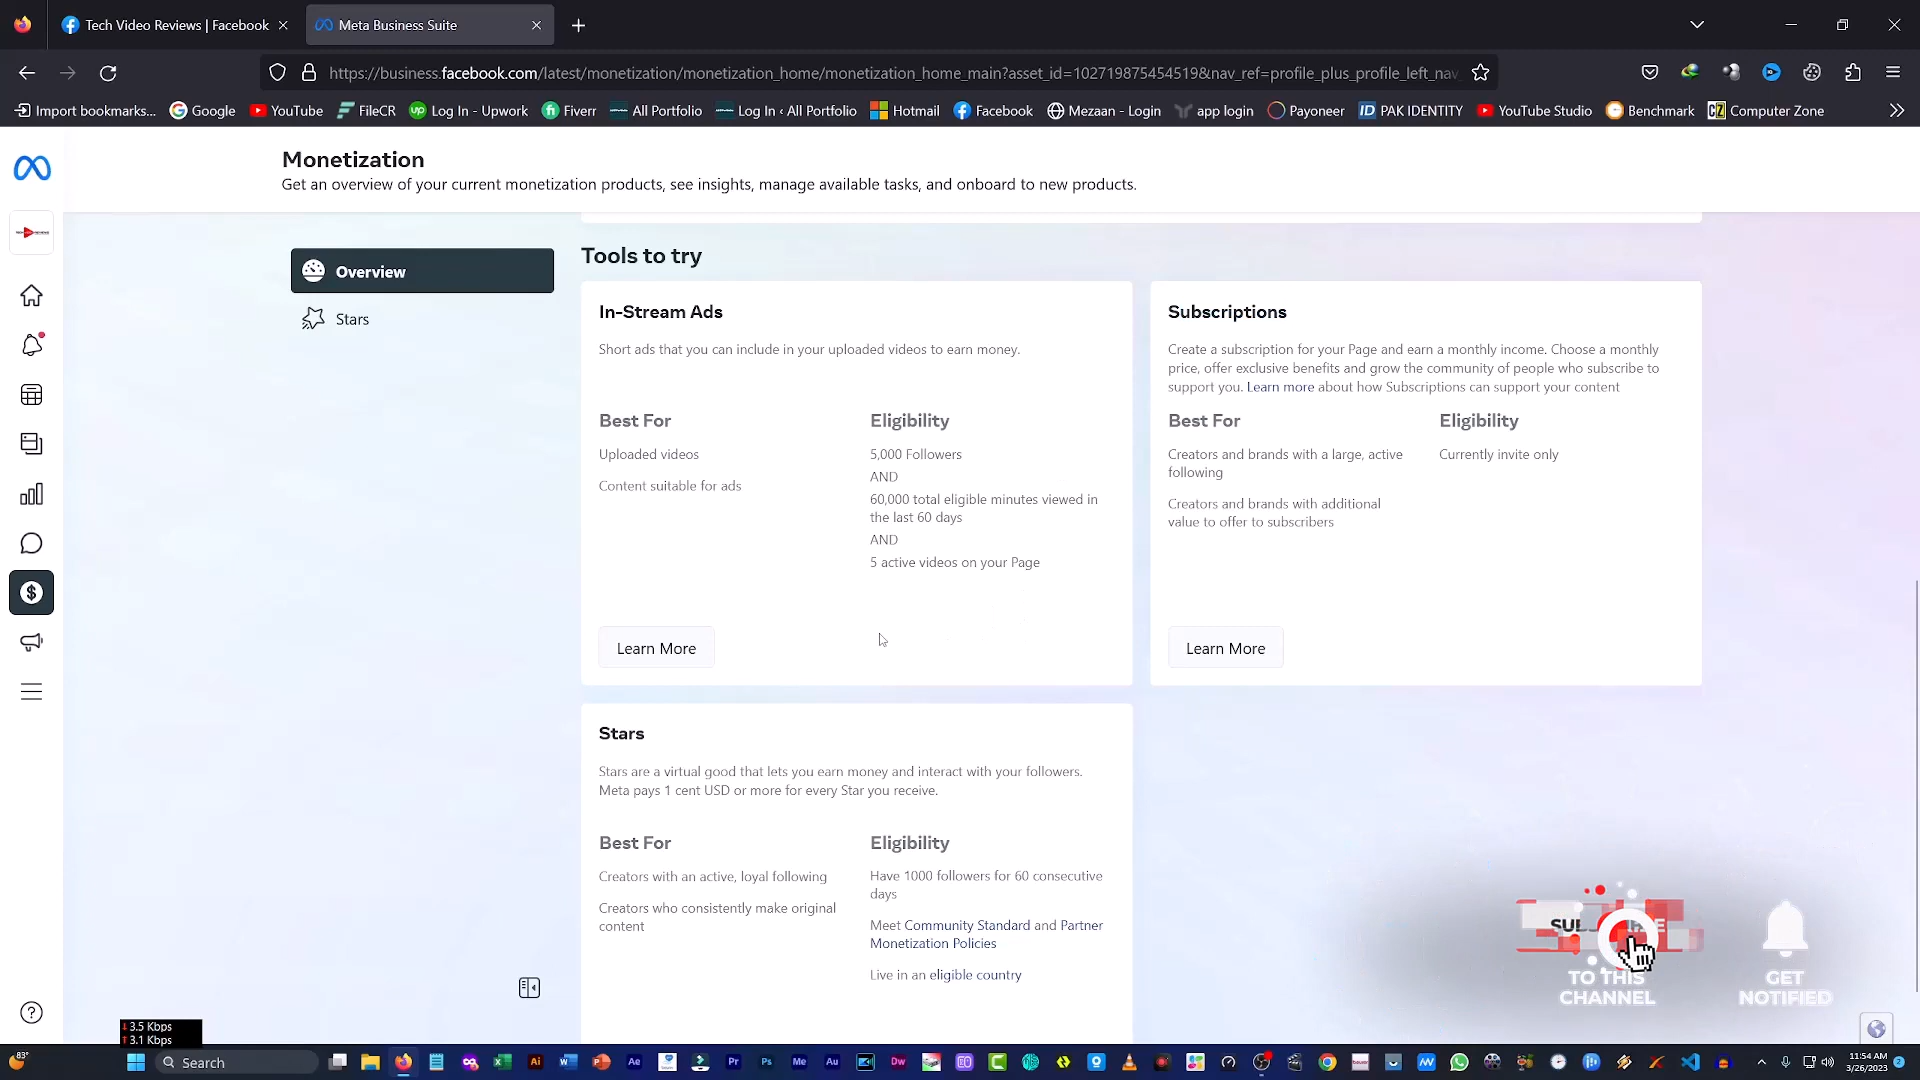 Tech Video Reviews | Facebook
Meta Business Suite
https://business.facebook.com/latest/monetization/monetization_home/monetization_home_main?asset_id=102719875454519&nav_ref=profile_plus_profile_left_nav_
Import bookmarks...
Google
YouTube
FileCR
Log In - Upwork
Fiverr
All Portfolio
Log In ‹ All Portfolio
Hotmail
Facebook
Mezaan - Login
app login
Payoneer
PAK IDENTITY
YouTube Studio
Benchmark
Computer Zone
Monetization
Get an overview of your current monetization products, see insights, manage available tasks, and onboard to new products.
Overview
Stars
Tools to try
In-Stream Ads
Short ads that you can include in your uploaded videos to earn money.
Best For
Uploaded videos
Content suitable for ads
Eligibility
5,000 Followers
AND
60,000 total eligible minutes viewed in
the last 60 days
AND
5 active videos on your Page
Learn More
Subscriptions
Create a subscription for your Page and earn a monthly income. Choose a monthly
price, offer exclusive benefits and grow the community of people who subscribe to
support you. Learn more about how Subscriptions can support your content
Best For
Creators and brands with a large, active
following
Creators and brands with additional
value to offer to subscribers
Eligibility
Currently invite only
Learn More
Stars
Stars are a virtual good that lets you earn money and interact with your followers.
Meta pays 1 cent USD or more for every Star you receive.
Best For
Creators with an active, loyal following
Creators who consistently make original
content
Eligibility
Have 1000 followers for 60 consecutive
days
Meet Community Standard and Partner
Monetization Policies
Live in an eligible country
TO THIS
CHANNEL
GET
NOTIFIED
3.5 Kbps
3.1 Kbps
83°
Search
11:54 AM
3/26/2023